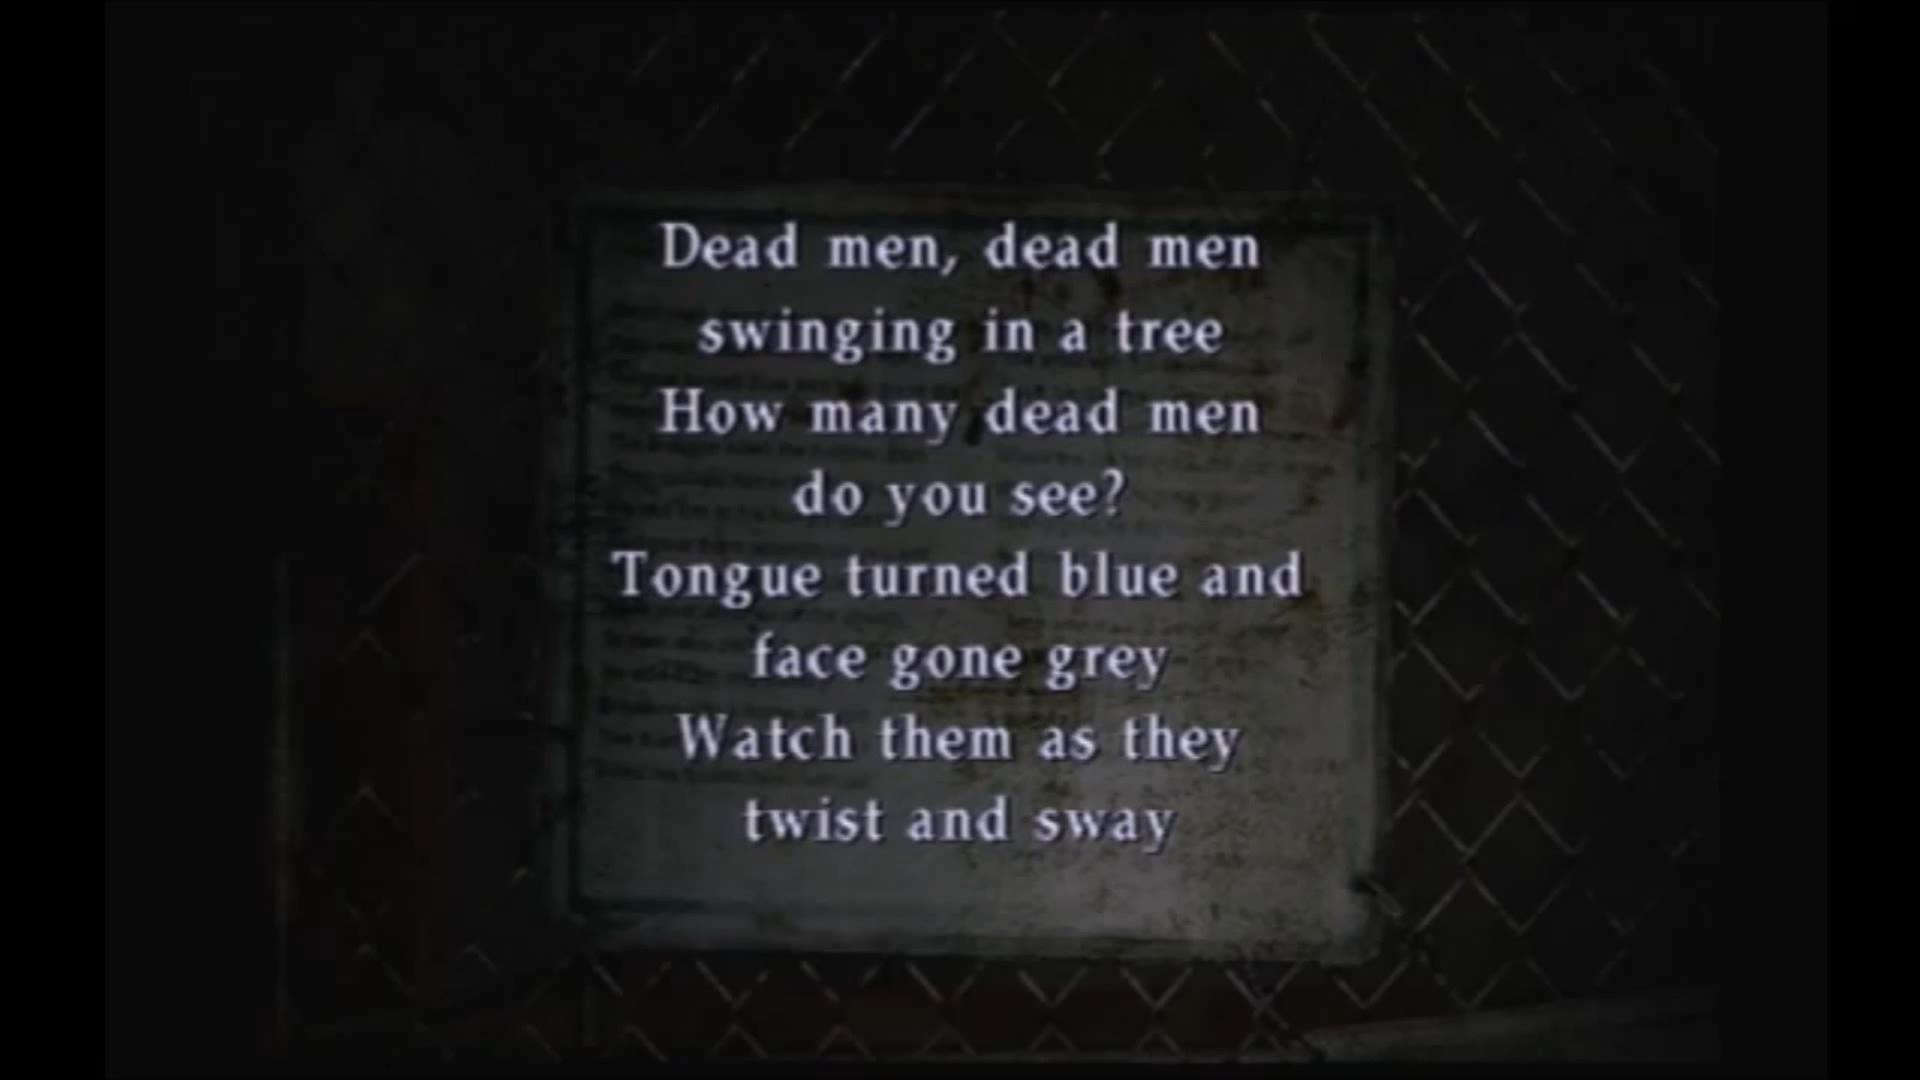 Dead men, dead men
swinging in a tree
How many dead men
do you see?
Tongue turned blue and
face gone grey
Watch them as they
twist and sway